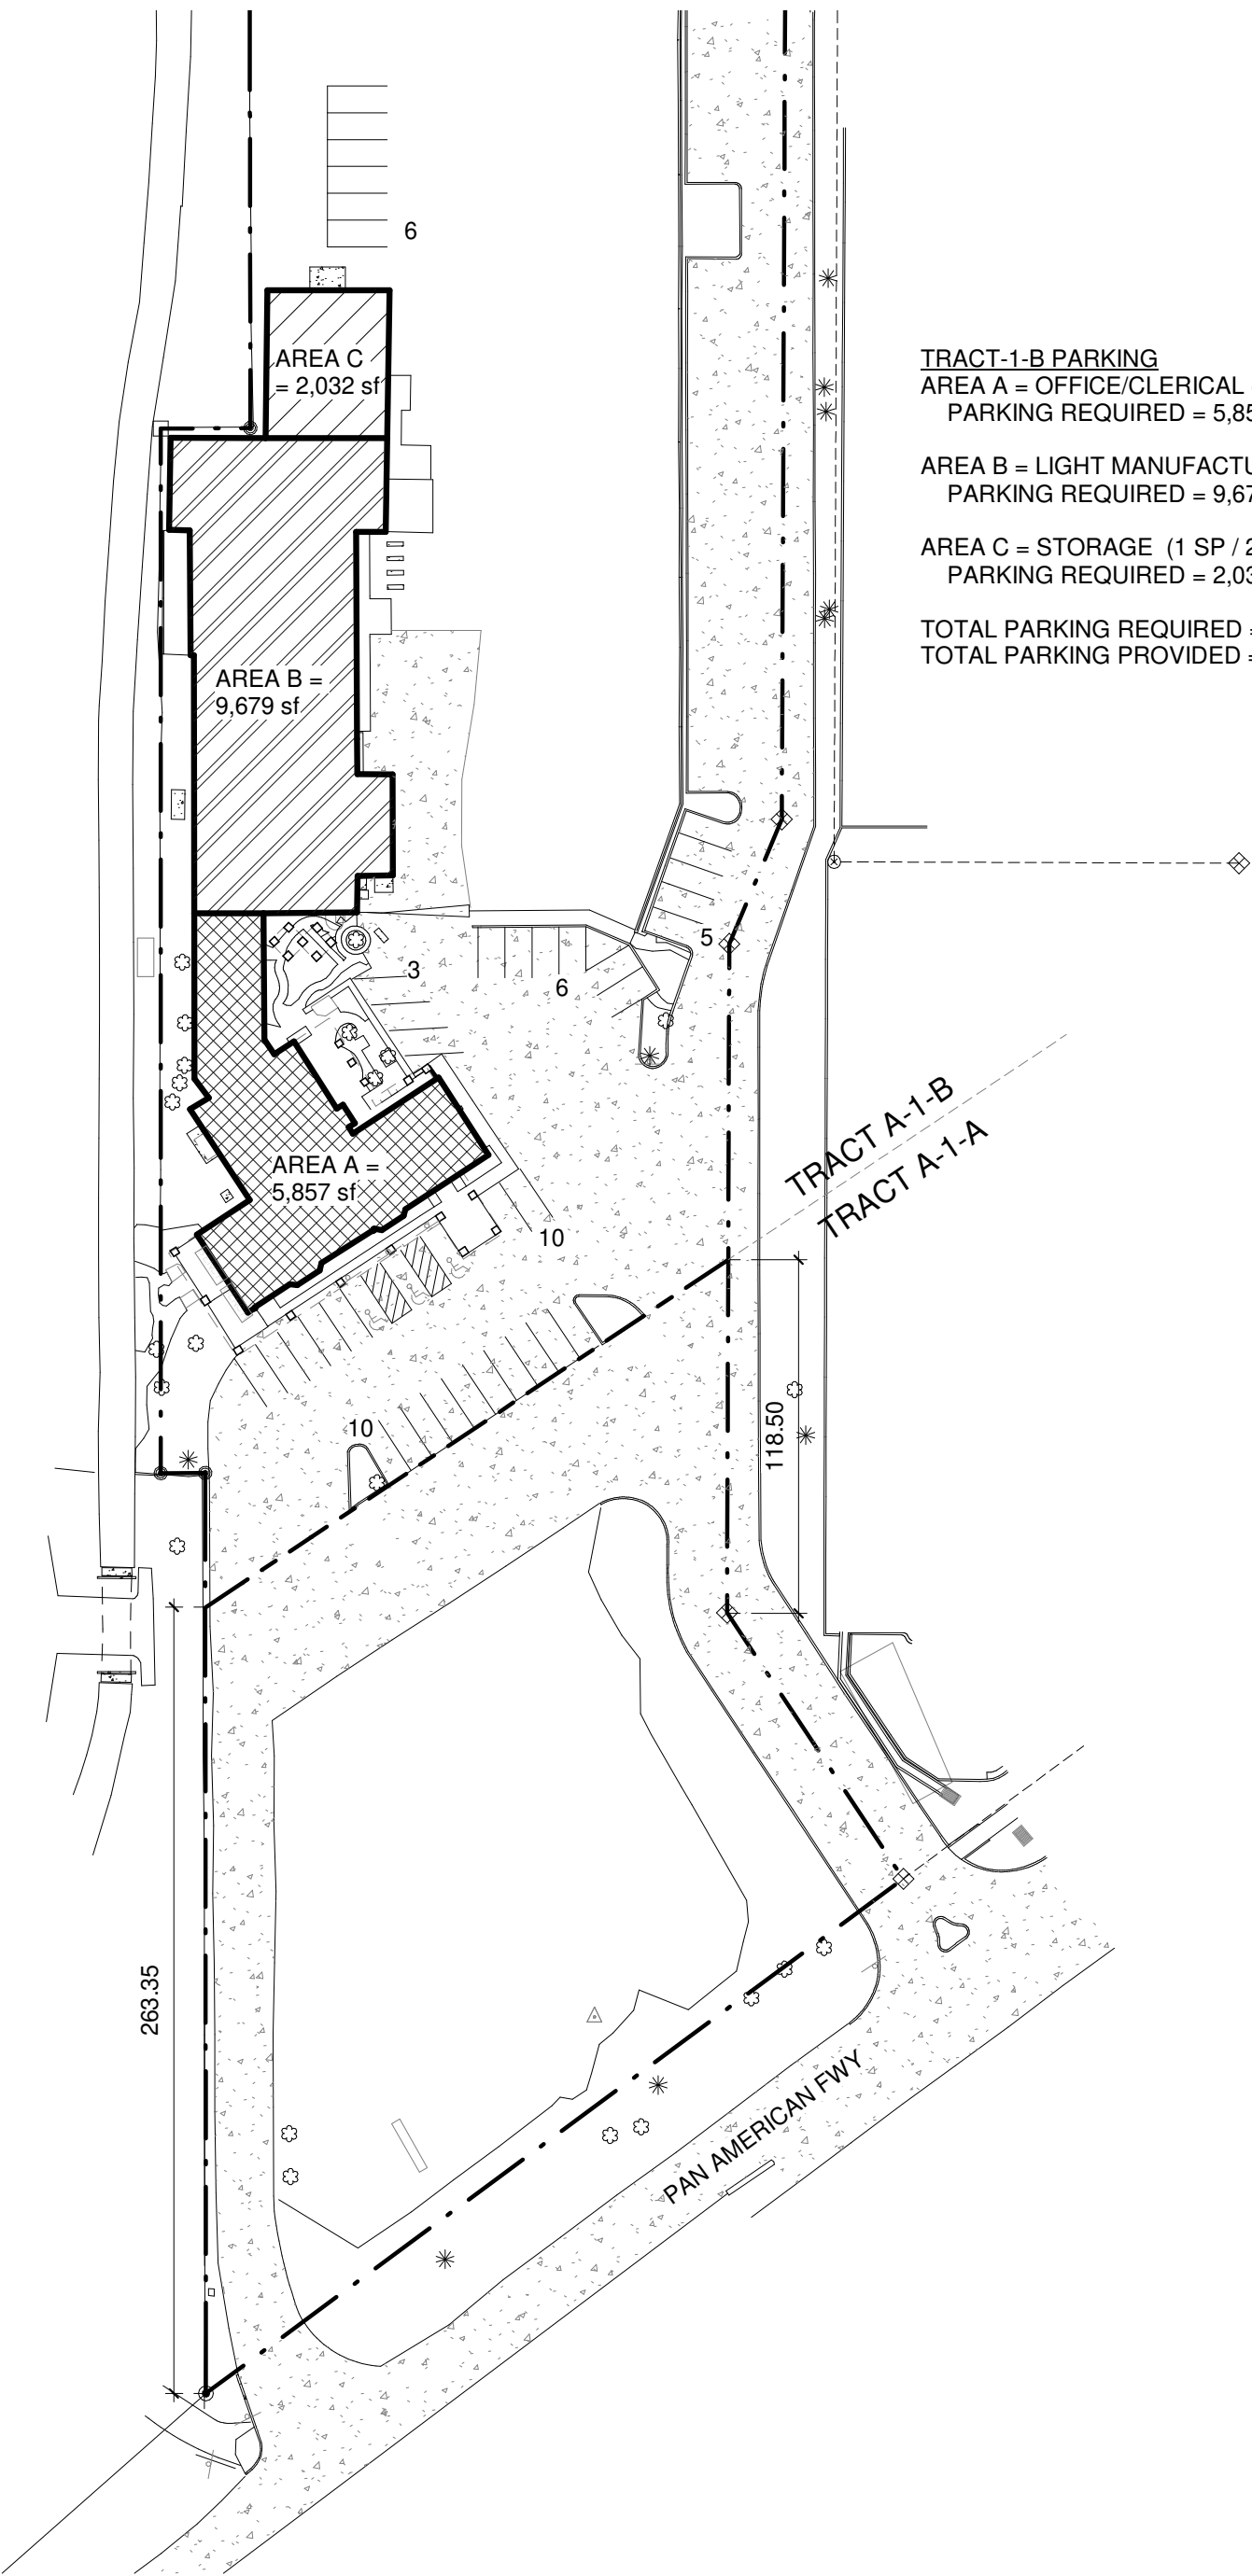 6
AREA C
= 2,032 sf
TRACT-1-B PARKING
AREA A = OFFICE/CLERICAL
PARKING REQUIRED = 5,85
AREA B = LIGHT MANUFACTU
PARKING REQUIRED = 9,67
AREA C = STORAGE (1 SP / 2
PARKING REQUIRED = 2,03
TOTAL PARKING REQUIRED =
TOTAL PARKING PROVIDED =
AREA B =
9,679 sf
5
3
6
TRACT A-1-B
TRACT A-1-A
AREA A =
5,857 sf
10
10
118.50
263.35
PAN AMERICAN FWY